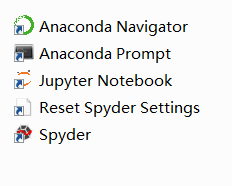 Anaconda Navigator
Anaconda Prompt
Jupyter Notebook
Reset Spyder Settings
Spyder